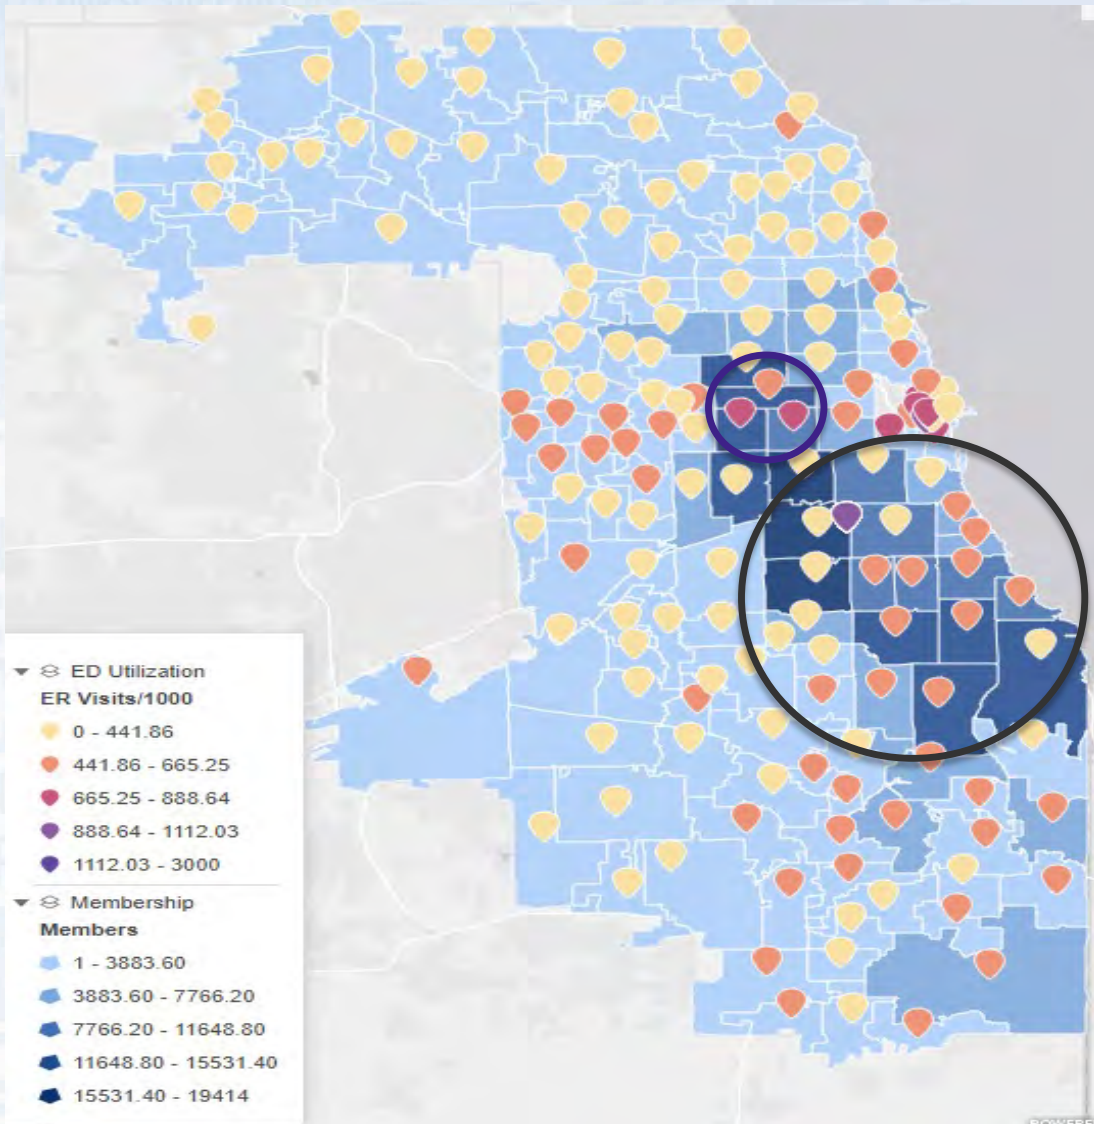 ED Utilization
ER Visits/1000
0 - 441.86
441.86 - 665.25
665.25 - 888.64
888.64 - 1112.03
1112.03 - 3000
Membership
Members
1 - 3883.60
3883.60 - 7766.20
7766.20 - 11648.80
11648.80 - 15531.40
15531.40 - 19414